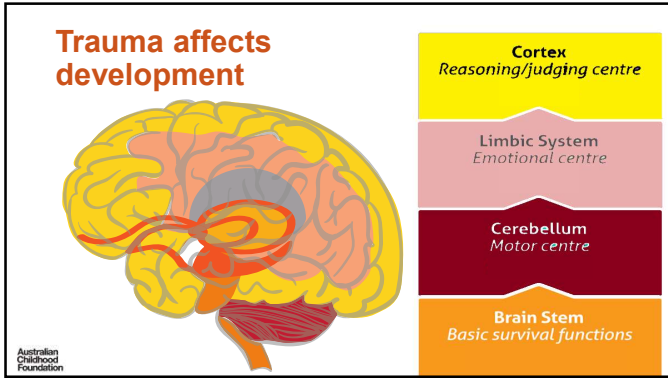 Trauma affects
development
Cortex
Reasoning/judging centre
Limbic System
Emotional centre
Cerebellum
Motor centre
Brain Stem
Basic survival functions
Australian
Childhood
Foundation